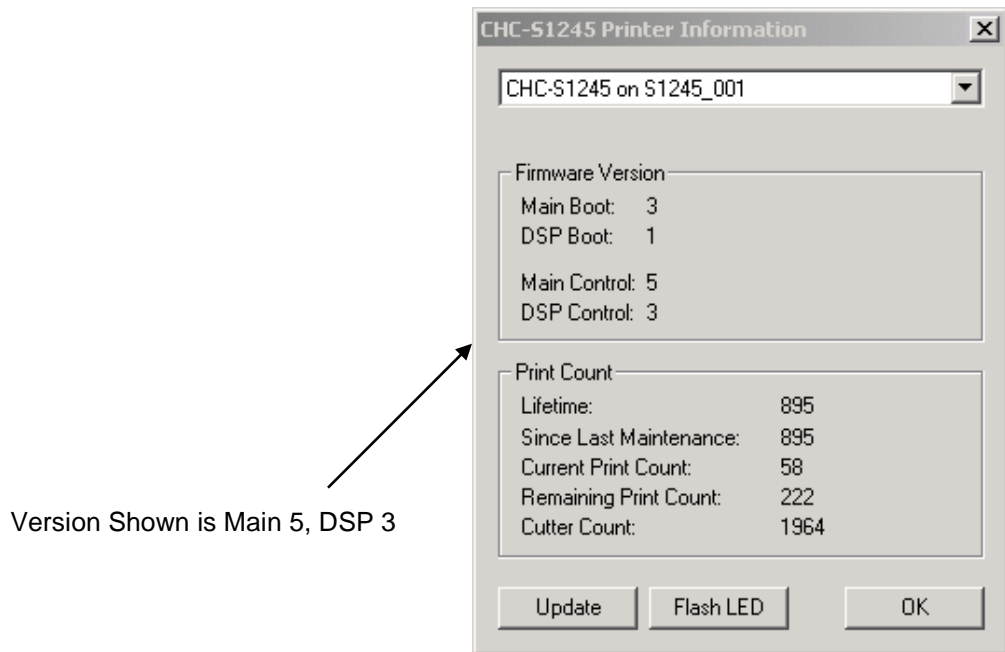 CHC-S1245 Printer Information
CHC-S1245 on S1245_001
Firmware Version
Main Boot: 3
DSP Boot: 1
Main Control: 5
DSP Control: 3
Print Count
Lifetime: 895
Since Last Maintenance: 895
Current Print Count: 58
Remaining Print Count: 222
Cutter Count: 1964
Version Shown is Main 5, DSP 3
Update Flash LED OK